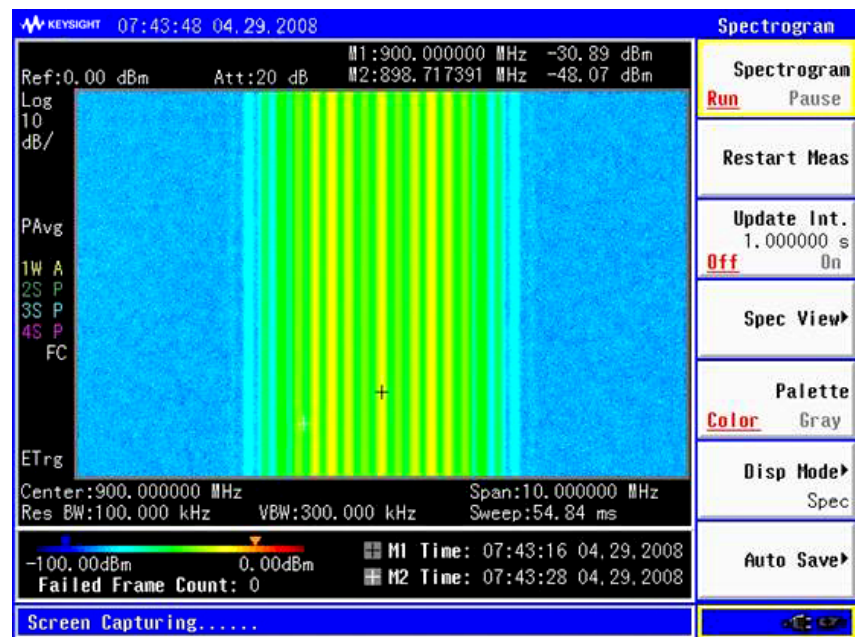 KEYSIGHT 07:43:48 04.29.2008
Spectrogram
M1:900.000000 MHz -30.89 dBm
Ref:0.00 dBm Att:20 dB M2:898.717391 MHz -48.07 dBm
Log
10
dB/
PAvg
1W A
2S P
3S P
4S P
FC
ETrg
Center:900.000000 MHz Span:10.000000 MHz
Res BW:100.000 kHz VBW:300.000 kHz Sweep:54.84 ms
M1 Time: 07:43:16 04.29.2008
-100.00dBm 0.00dBm
M2 Time: 07:43:28 04.29.2008
Failed Frame Count: 0
Screen Capturing......
Spectrogram
Run Pause
Restart Meas
Update Int.
1.000000 s
Off On
Spec View
Palette
Color Gray
Disp Mode
Spec
Auto Save